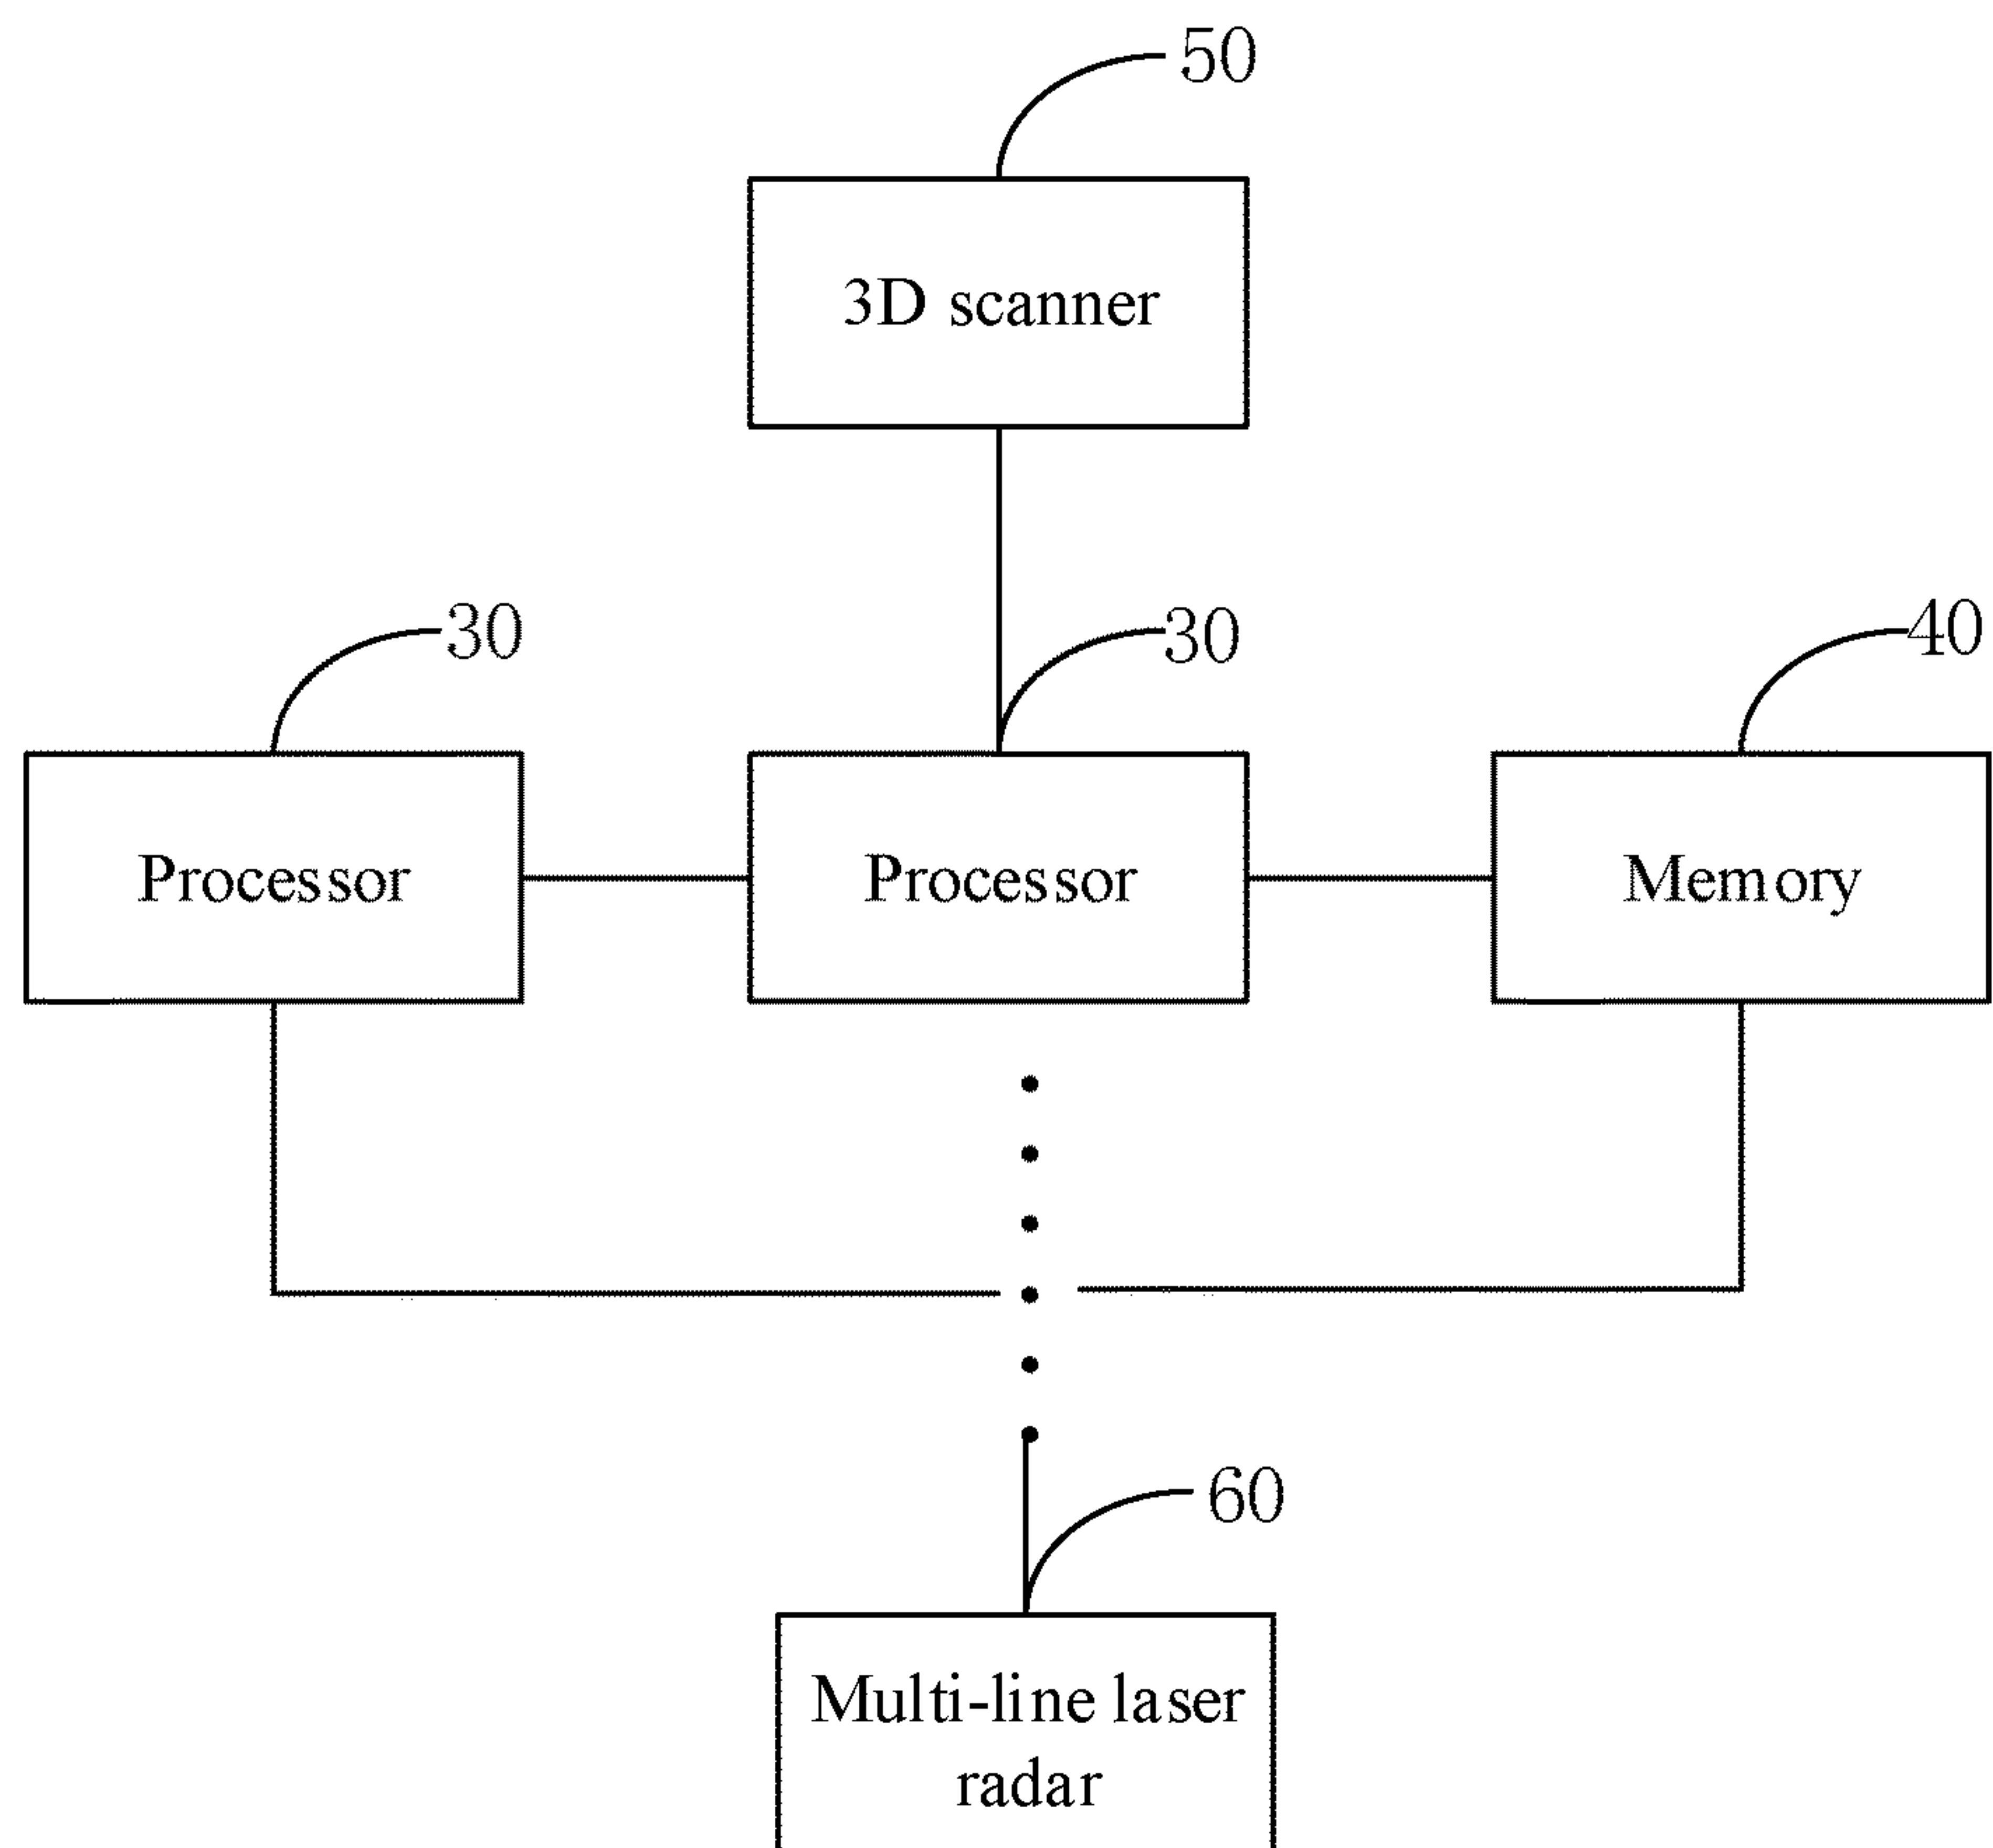 50
3D scanner
30
30
40
Processor
Processor
Memory
60
Multi-line laser
radar